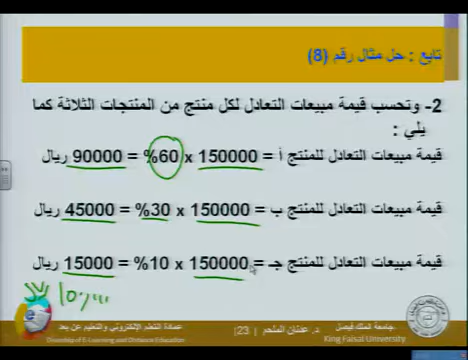 تابع : حل مثال رقم (8)
2- وتحسب قيمة مبيعات التعادل لكل منتج من المنتجات الثلاثة كما
يلي :
قيمة مبيعات التعادل للمنتج أ = 150000 x 60% = 90000 ريال
قيمة مبيعات التعادل للمنتج ب = 150000 x 30% = 45000 ريال
قيمة مبيعات التعادل للمنتج جـ = 150000 x 10% = 15000 ريال
جامعة الملك فيصل
King Faisal University
د. عدنان الملحم
[23]
عمادة التعلم الإلكتروني والتعليم عن بعد
Deanship of E-Learning and Distance Education